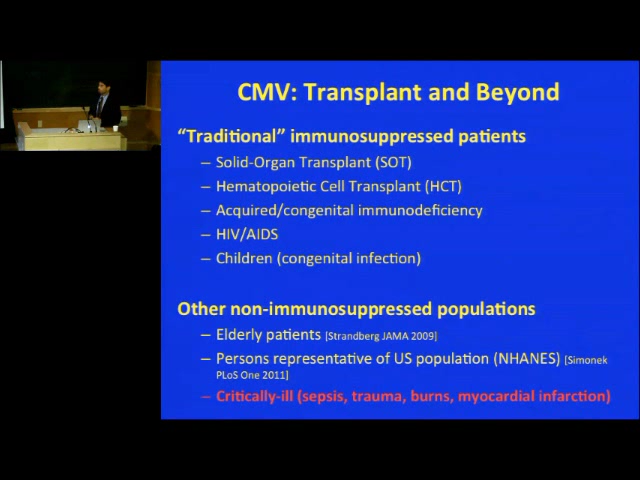 CMV: Transplant and Beyond
“Traditional” immunosuppressed patients
– Solid-Organ Transplant (SOT)
– Hematopoietic Cell Transplant (HCT)
– Acquired/congenital immunodeficiency
– HIV/AIDS
– Children (congenital infection)
Other non-immunosuppressed populations
– Elderly patients [Strandberg JAMA 2009]
– Persons representative of US population (NHANES) [Simonek
PLoS One 2011]
– Critically-ill (sepsis, trauma, burns, myocardial infarction)